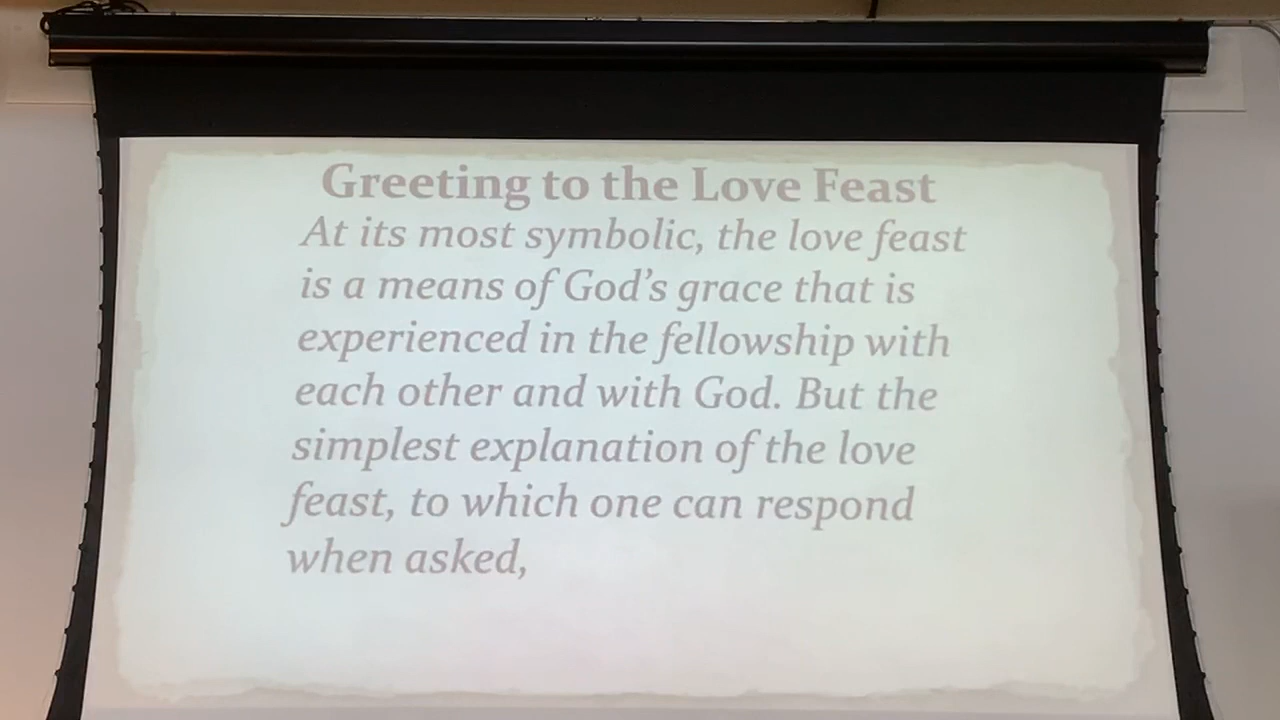 Greeting to the Love Feast
At its most symbolic, the love feast
is a means of God’s grace that is
experienced in the fellowship with
each other and with God. But the
simplest explanation of the love
feast, to which one can respond
when asked,